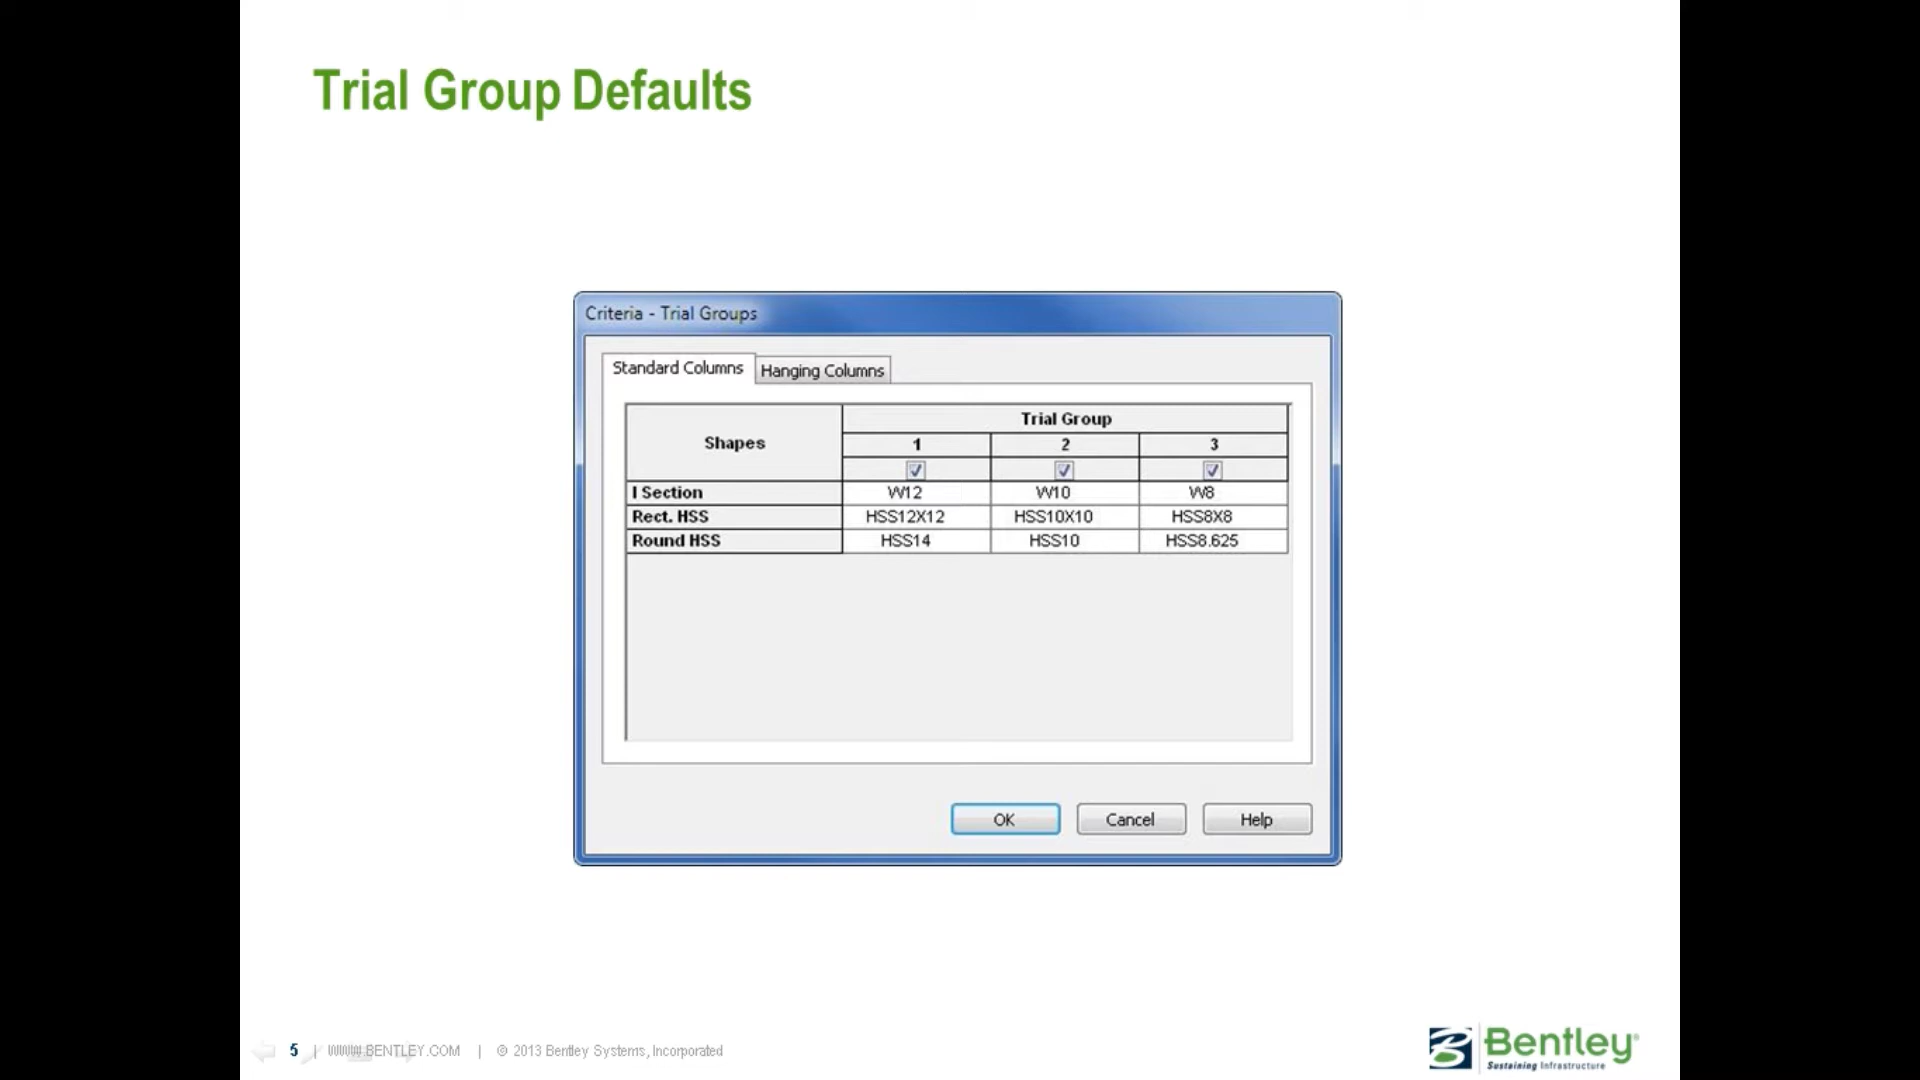 Trial Group Defaults
Criteria - Trial Groups
Standard Columns Hanging Columns
Shapes Trial Group
1 2 3
I Section W12 W10 W8
Rect. HSS HSS12X12 HSS10X10 HSS8X8
Round HSS HSS14 HSS10 HSS8.625
OK Cancel Help
5 | WWW.BENTLEY.COM | © 2013 Bentley Systems, Incorporated
Bentley®
Sustaining Infrastructure